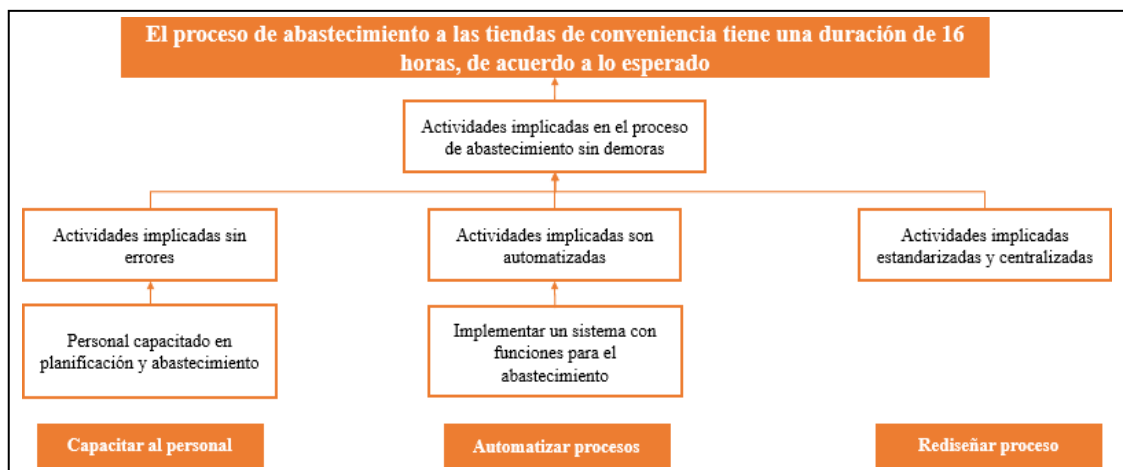 El proceso de abastecimiento a las tiendas de conveniencia tiene una duración de 16
horas, de acuerdo a lo esperado
Actividades implicadas en el proceso
de abastecimiento sin demoras
Actividades implicadas sin
errores
Actividades implicadas son
automatizadas
Actividades implicadas
estandarizadas y centralizadas
Personal capacitado en
planificación y abastecimiento
Implementar un sistema con
funciones para el
abastecimiento
Capacitar al personal
Automatizar procesos
Rediseñar proceso